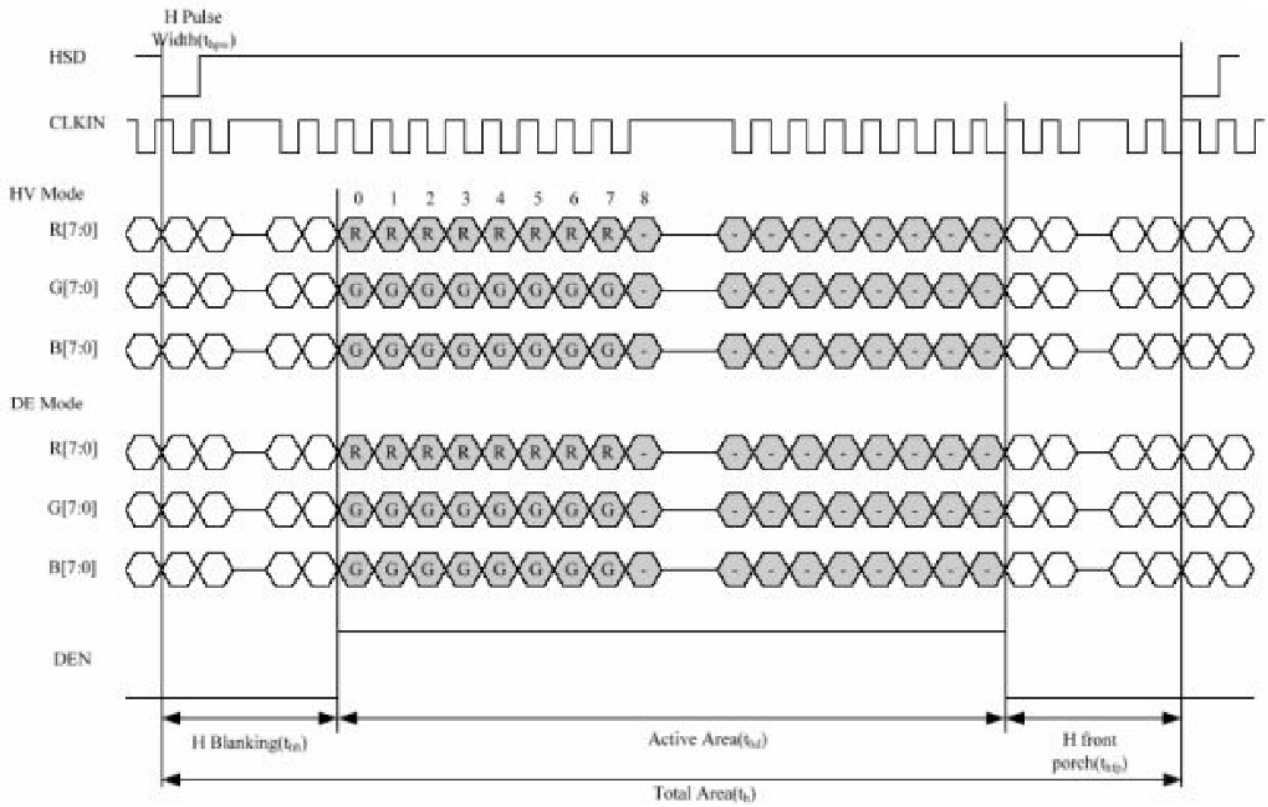 H Pulse
Width(thpw)
HSD
CLKIN
HV Mode
0 1 2 3 4 5 6 7 8
R[7:0] R R R R R R R R - - - - - - - - -
G[7:0] G G G G G G G G - - - - - - - - -
B[7:0] G G G G G G G G - - - - - - - - -
DE Mode
R[7:0] R R R R R R R R - - - - - - - - -
G[7:0] G G G G G G G G - - - - - - - - -
B[7:0] G G G G G G G G - - - - - - - - -
DEN
H Blanking(thb)
Active Area(thd)
H front
porch(thfp)
Total Area(th)